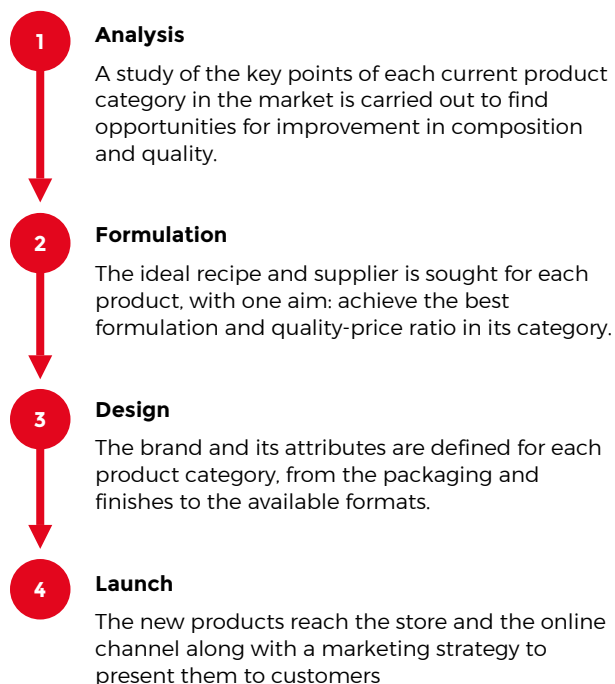 1
Analysis
A study of the key points of each current product
category in the market is carried out to find
opportunities for improvement in composition
and quality.
2
Formulation
The ideal recipe and supplier is sought for each
product, with one aim: achieve the best
formulation and quality-price ratio in its category.
3
Design
The brand and its attributes are defined for each
product category, from the packaging and
finishes to the available formats.
4
Launch
The new products reach the store and the online
channel along with a marketing strategy to
present them to customers